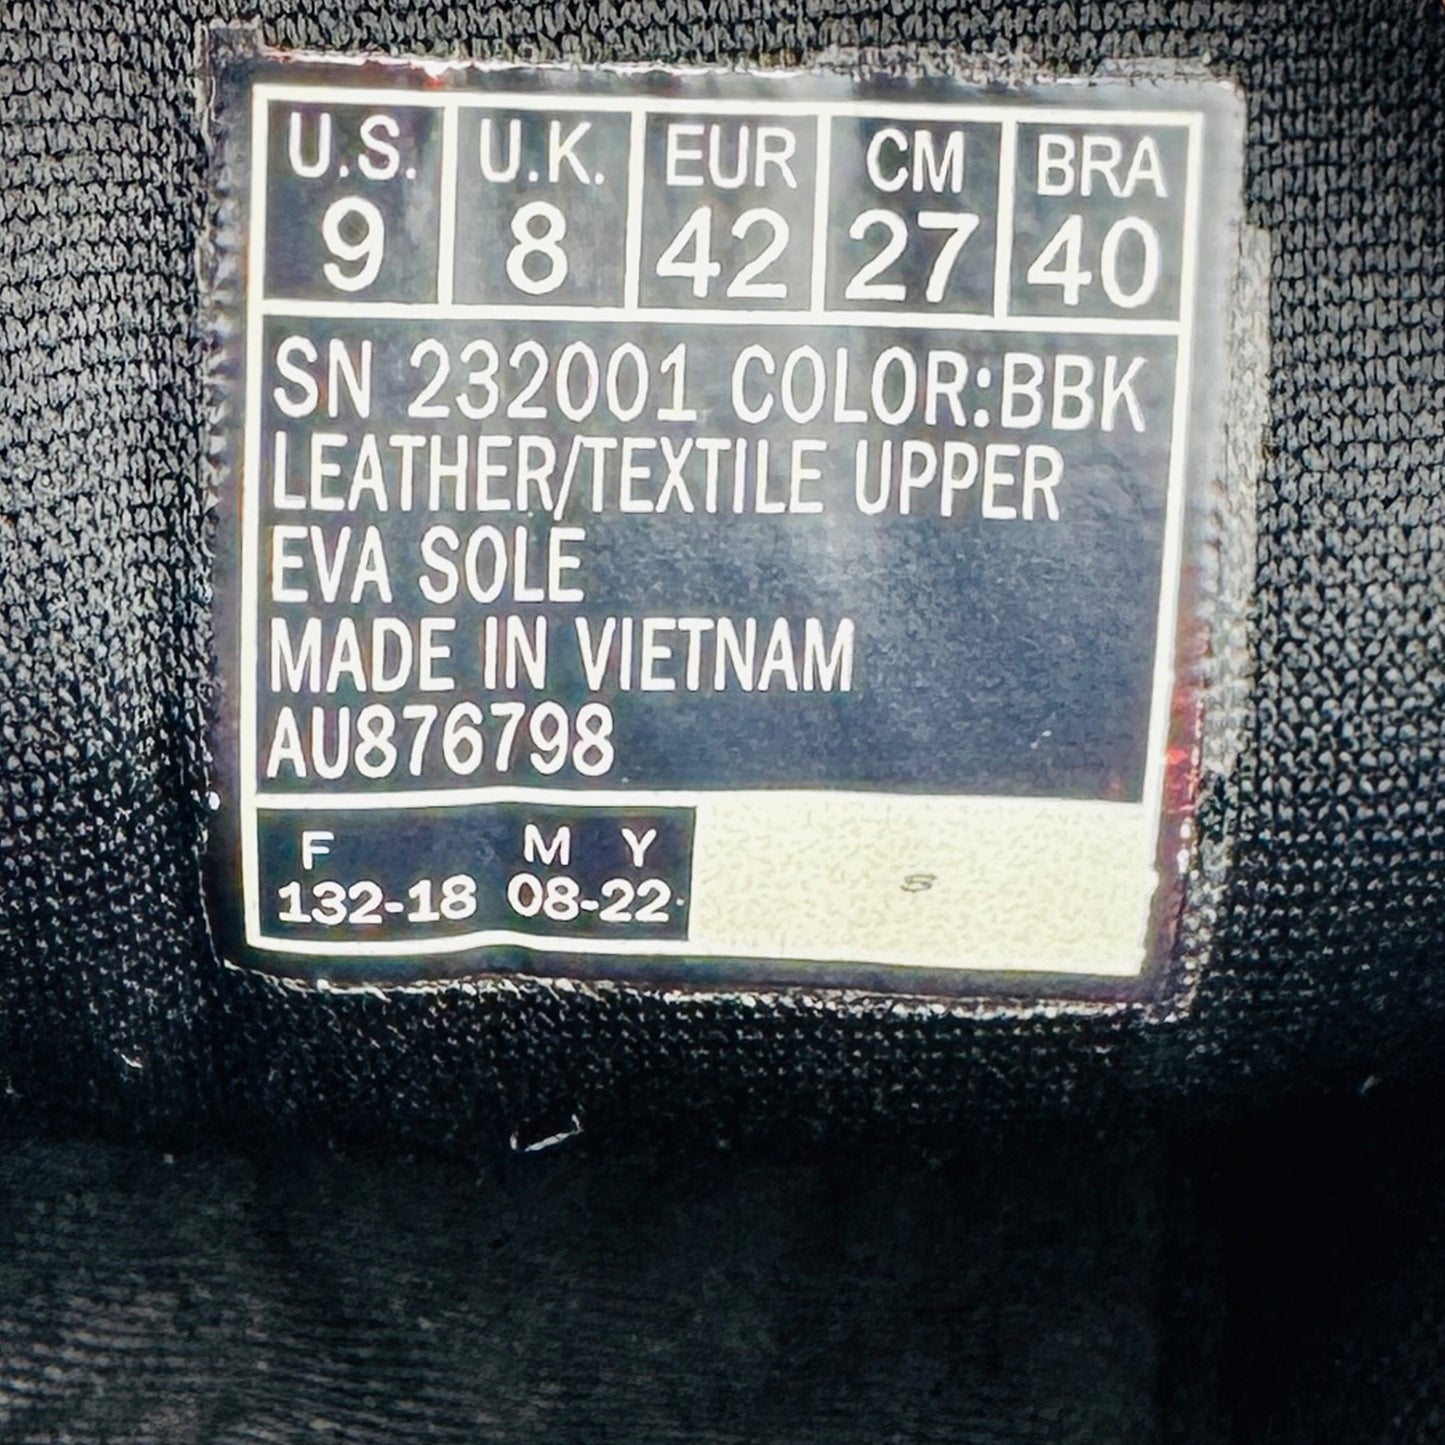 U.S. U.K. EUR CM BRA
9 8 42 27 40
SN 232001 COLOR:BBK
LEATHER/TEXTILE UPPER
EVA SOLE
MADE IN VIETNAM
AU876798
F M Y
132-18 08-22
S